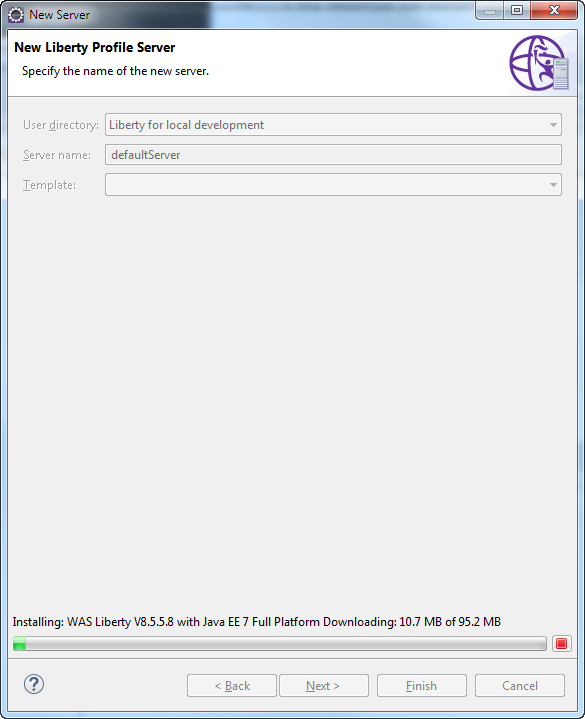 New Server
New Liberty Profile Server
Specify the name of the new server.
User directory: Liberty for local development
Server name: defaultServer
Template:
Installing: WAS Liberty V8.5.5.8 with Java EE 7 Full Platform Downloading: 10.7 MB of 95.2 MB
? < Back Next > Finish Cancel